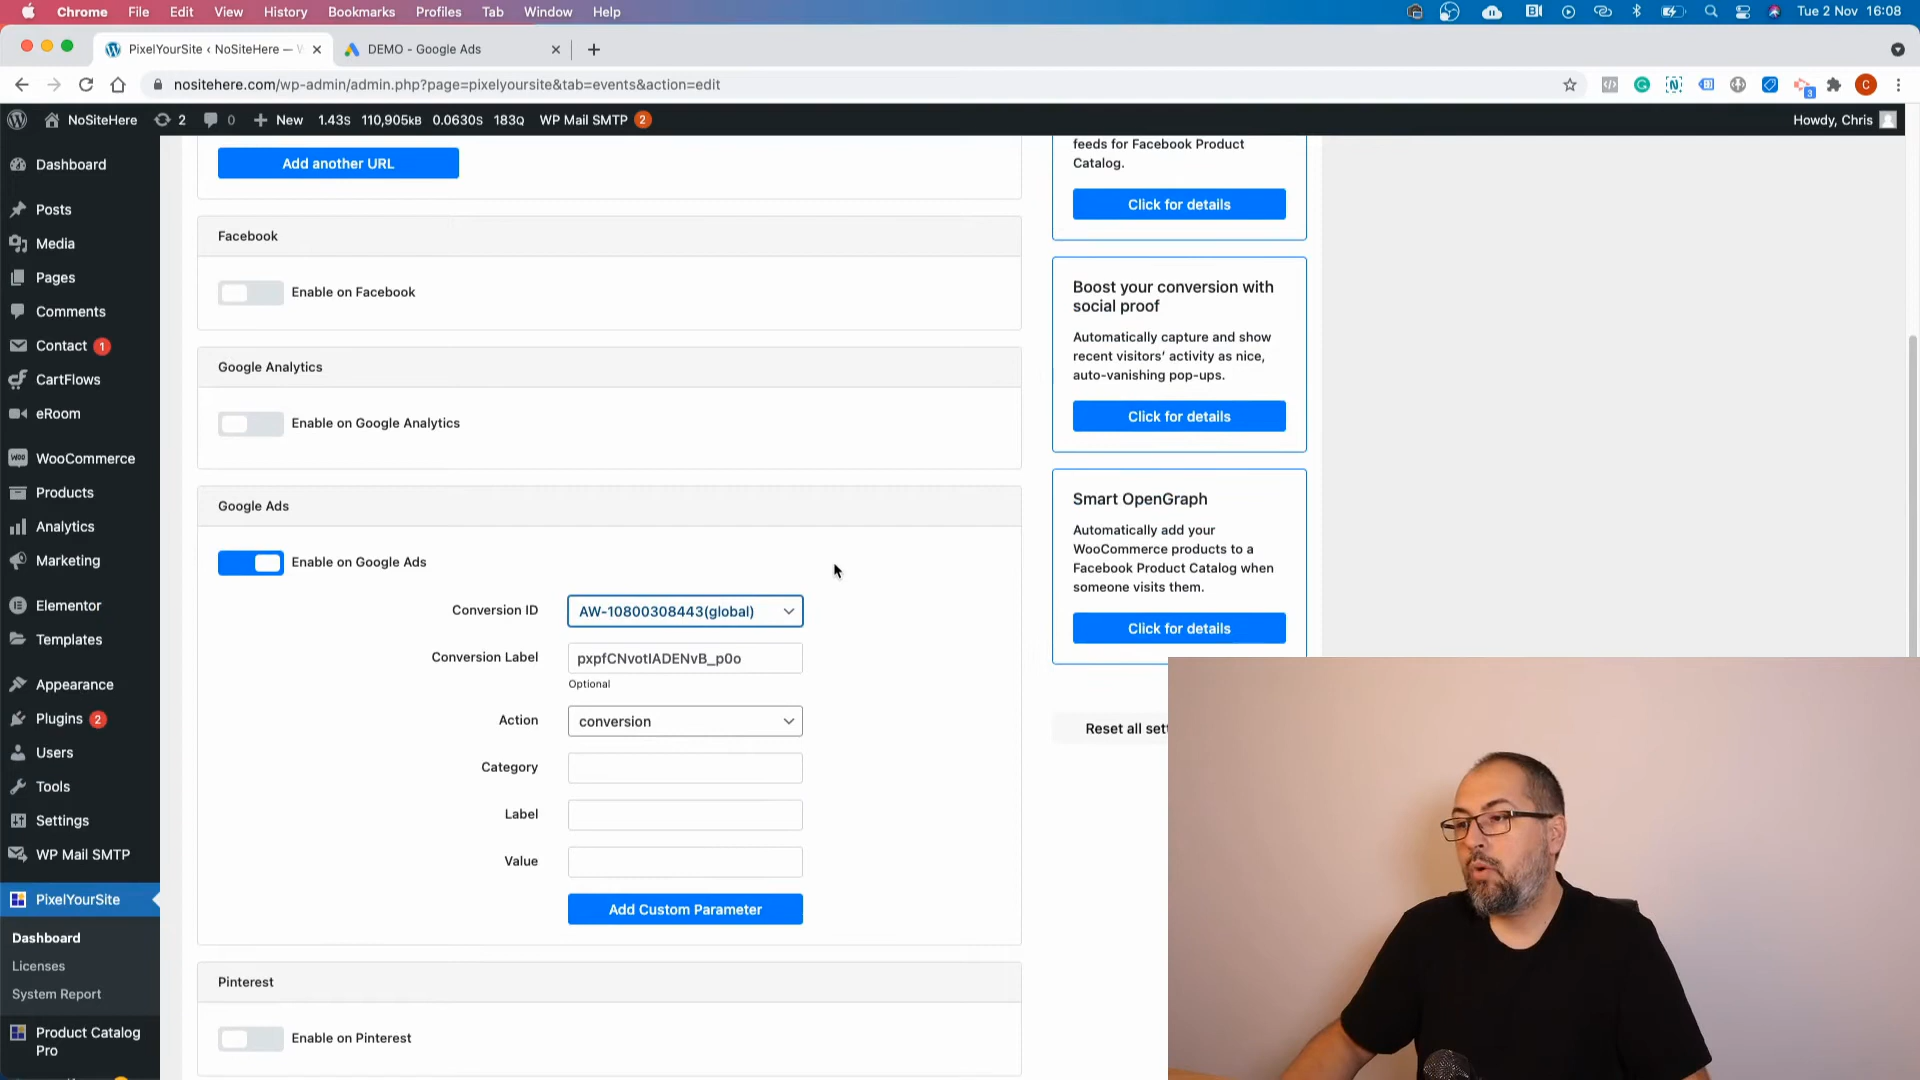 Chrome File Edit View History Bookmarks Profiles Tab Window Help Tue 2 Nov 16:08
PixelYourSite ‹ NoSiteHere — DEMO - Google Ads
nositehere.com/wp-admin/admin.php?page=pixelyoursite&tab=events&action=edit
NoSiteHere 2 0 New 1.43S 110,905kB 0.0630S 183Q WP Mail SMTP 2 Howdy, Chris
Dashboard
Posts
Media
Pages
Comments
Contact 1
CartFlows
eRoom
WooCommerce
Products
Analytics
Marketing
Elementor
Templates
Appearance
Plugins 2
Users
Tools
Settings
WP Mail SMTP
PixelYourSite
Dashboard
Licenses
System Report
Product Catalog
Pro
Add another URL
Facebook
Enable on Facebook
Google Analytics
Enable on Google Analytics
Google Ads
Enable on Google Ads
Conversion ID AW-10800308443(global)
Conversion Label pxpfCNvotIADENvB_p0o
Optional
Action conversion
Category
Label
Value
Add Custom Parameter
Pinterest
Enable on Pinterest
feeds for Facebook Product
Catalog.
Click for details
Boost your conversion with
social proof
Automatically capture and show
recent visitors’ activity as nice,
auto-vanishing pop-ups.
Click for details
Smart OpenGraph
Automatically add your
WooCommerce products to a
Facebook Product Catalog when
someone visits them.
Click for details
Reset all set